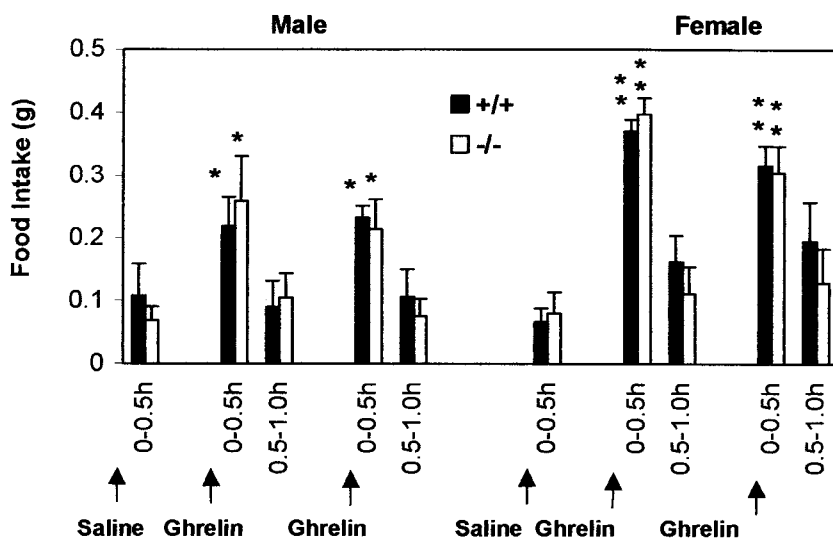 Male Female
0.5
0.4
0.3
0.2
0.1
0
Food Intake (g)
+/+
-/-
* * * * ** ** ** **
0-0.5h 0-0.5h 0.5-1.0h 0-0.5h 0.5-1.0h 0-0.5h 0-0.5h 0.5-1.0h 0-0.5h 0.5-1.0h
Saline Ghrelin Ghrelin Saline Ghrelin Ghrelin